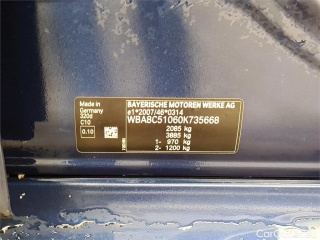 Made in
Germany
320d
C10
0.10
BAYERISCHE MOTOREN WERKE AG
e1*2007/46*0314
WBA8C51060K735668
2085 kg
3885 kg
1- 970 kg
2- 1200 kg